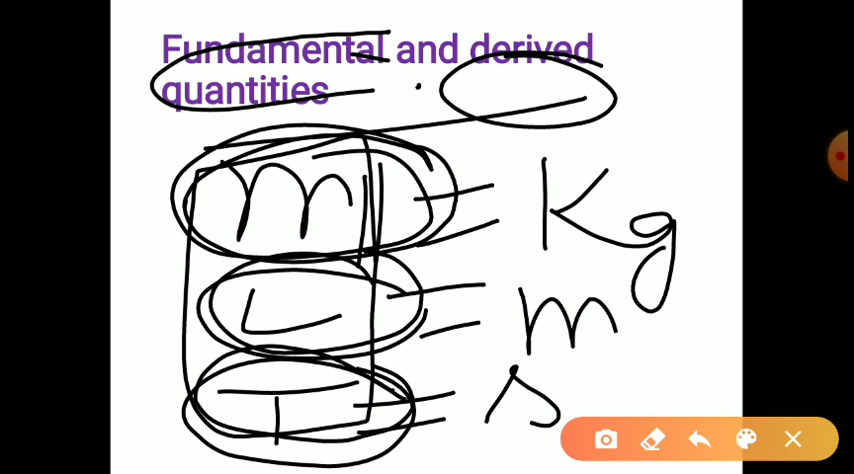 Fundamental and derived
quantities
m = Kg
L = m
T = s